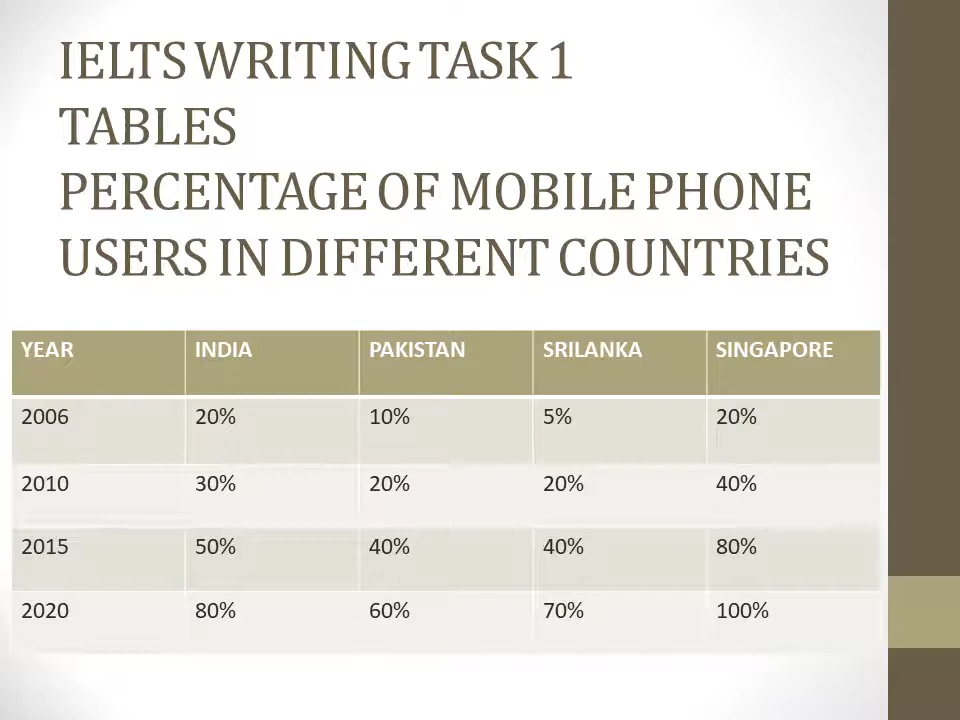 IELTS WRITING TASK 1
TABLES
PERCENTAGE OF MOBILE PHONE
USERS IN DIFFERENT COUNTRIES
YEAR INDIA PAKISTAN SRILANKA SINGAPORE
2006 20% 10% 5% 20%
2010 30% 20% 20% 40%
2015 50% 40% 40% 80%
2020 80% 60% 70% 100%